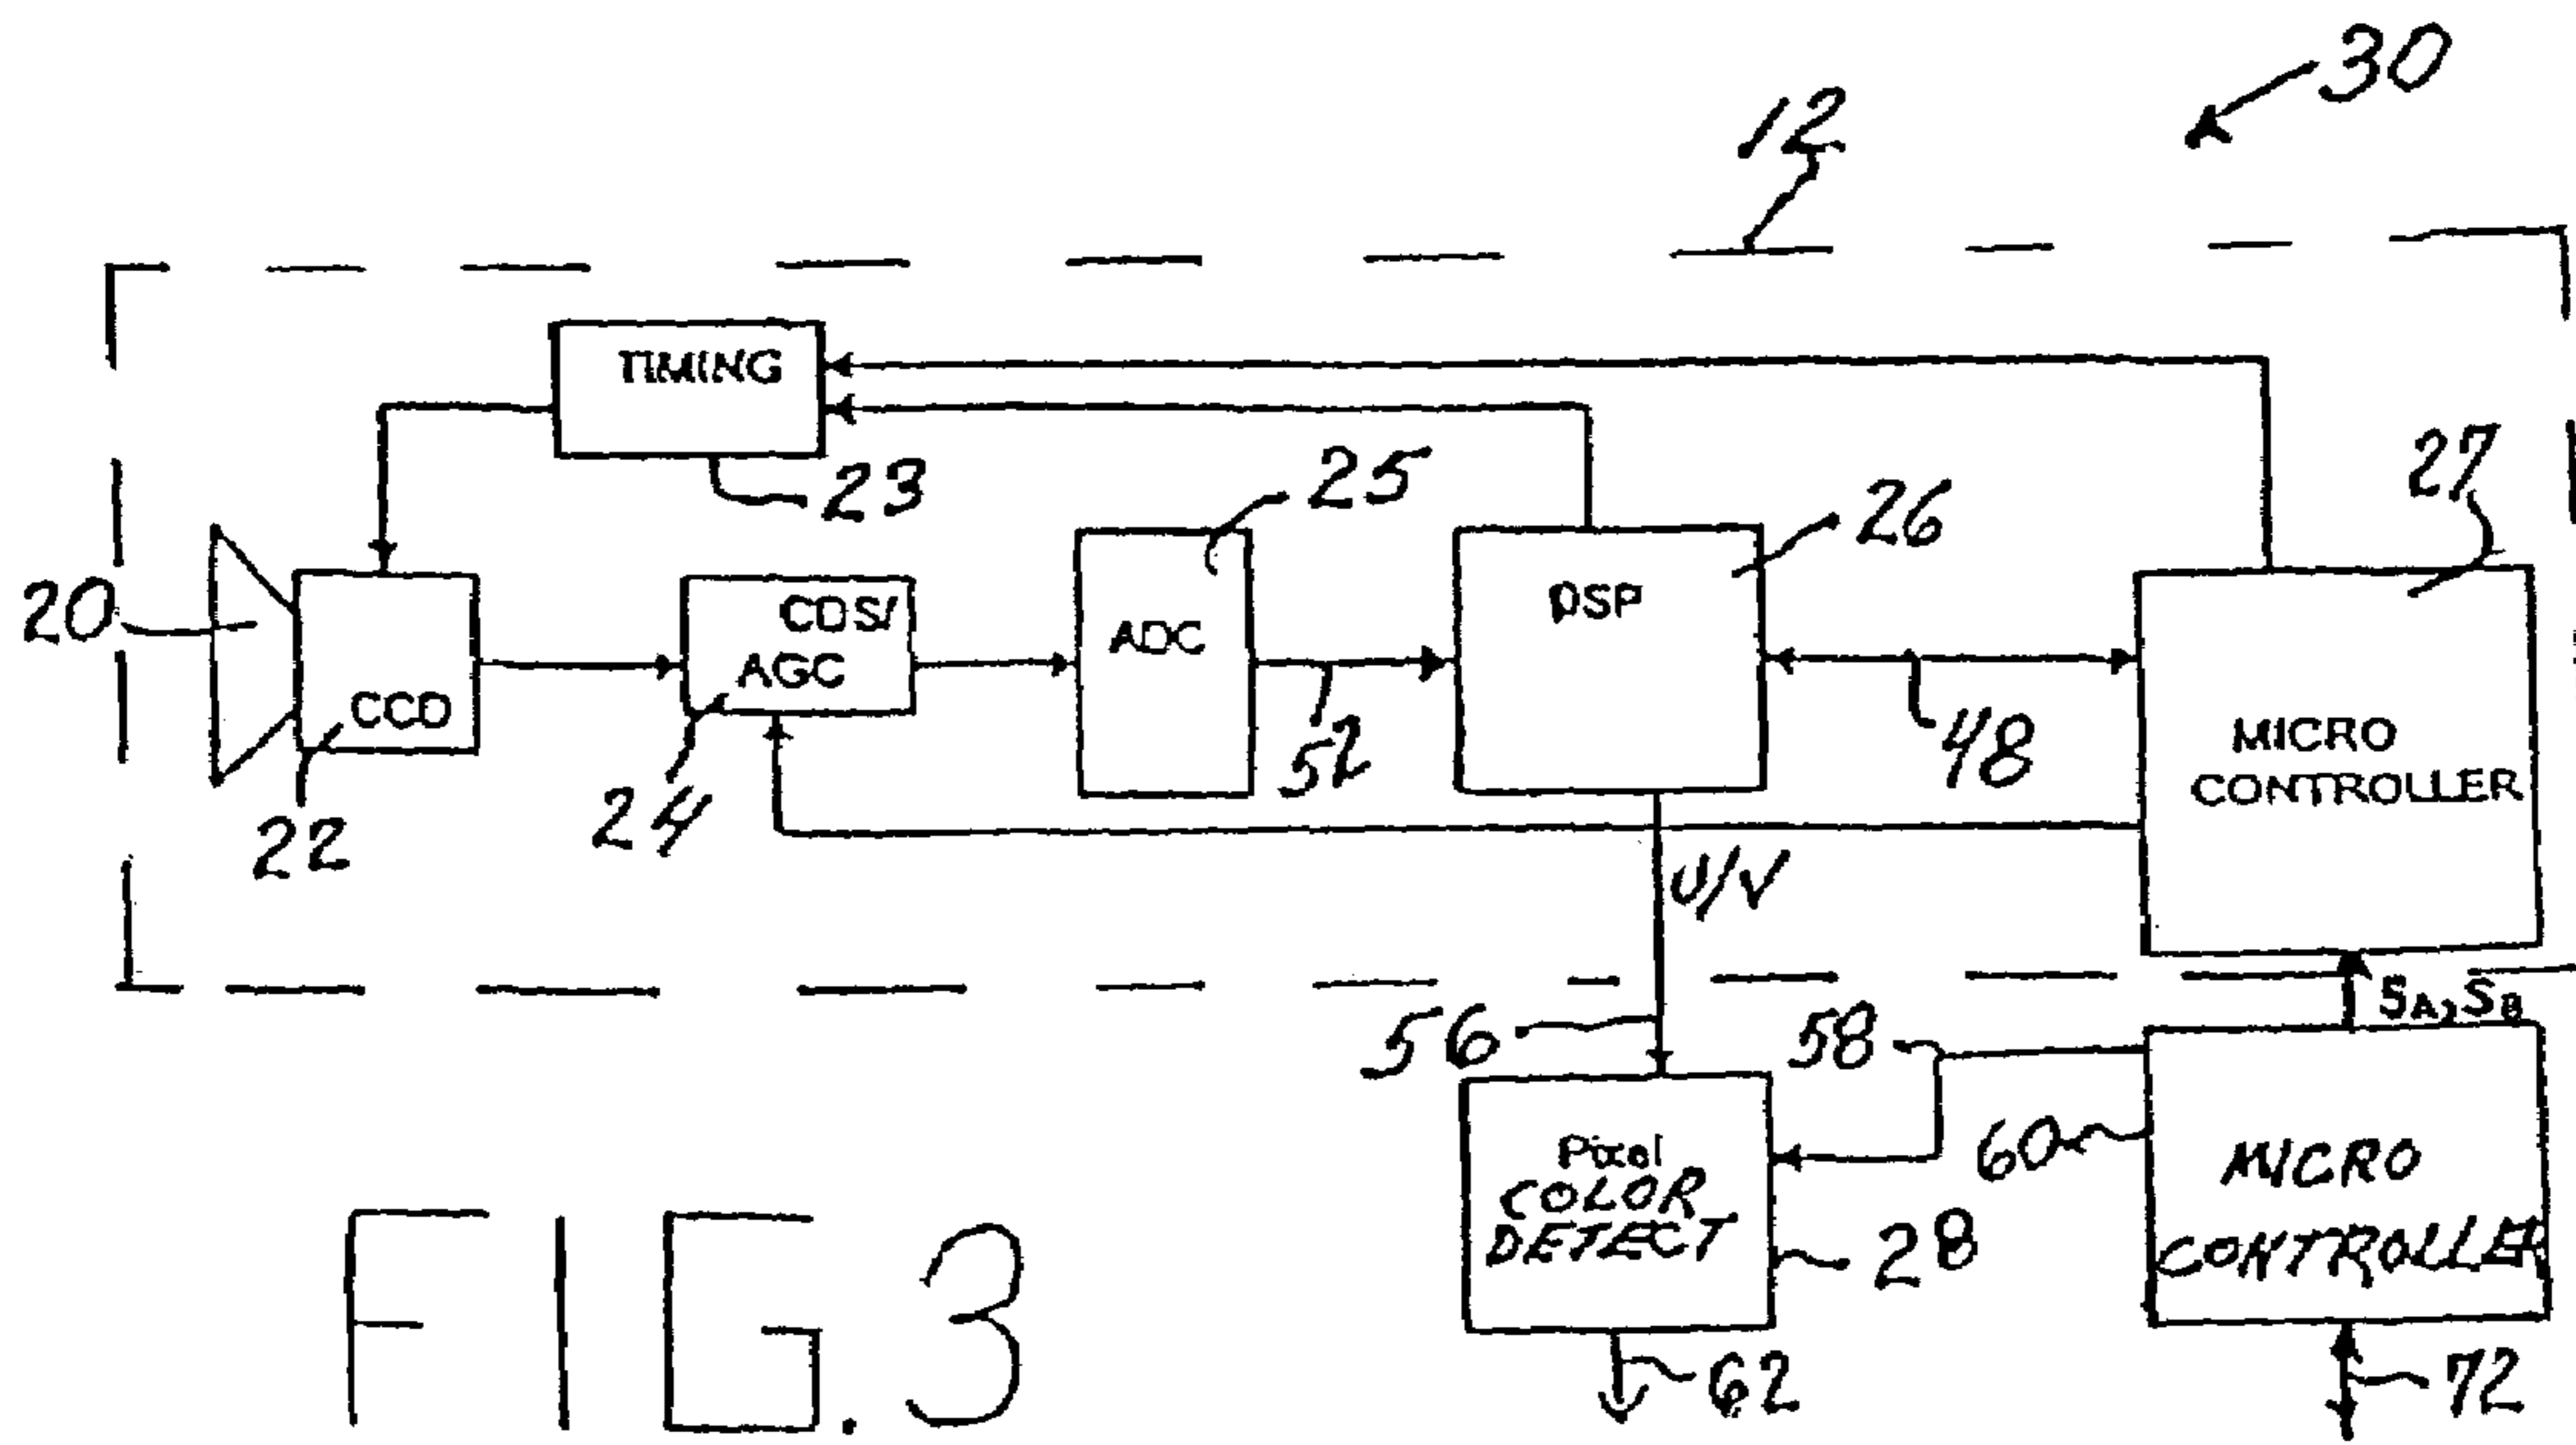 30
12
TIMING
23
25
26
27
20
CCD
22
CDS/
AGC
24
ADC
52
DSP
48
MICRO
CONTROLLER
U/V
56
58
SA, SB
60
Pixel
COLOR
DETECT
28
MICRO
CONTROLLER
62
72
FIG. 3